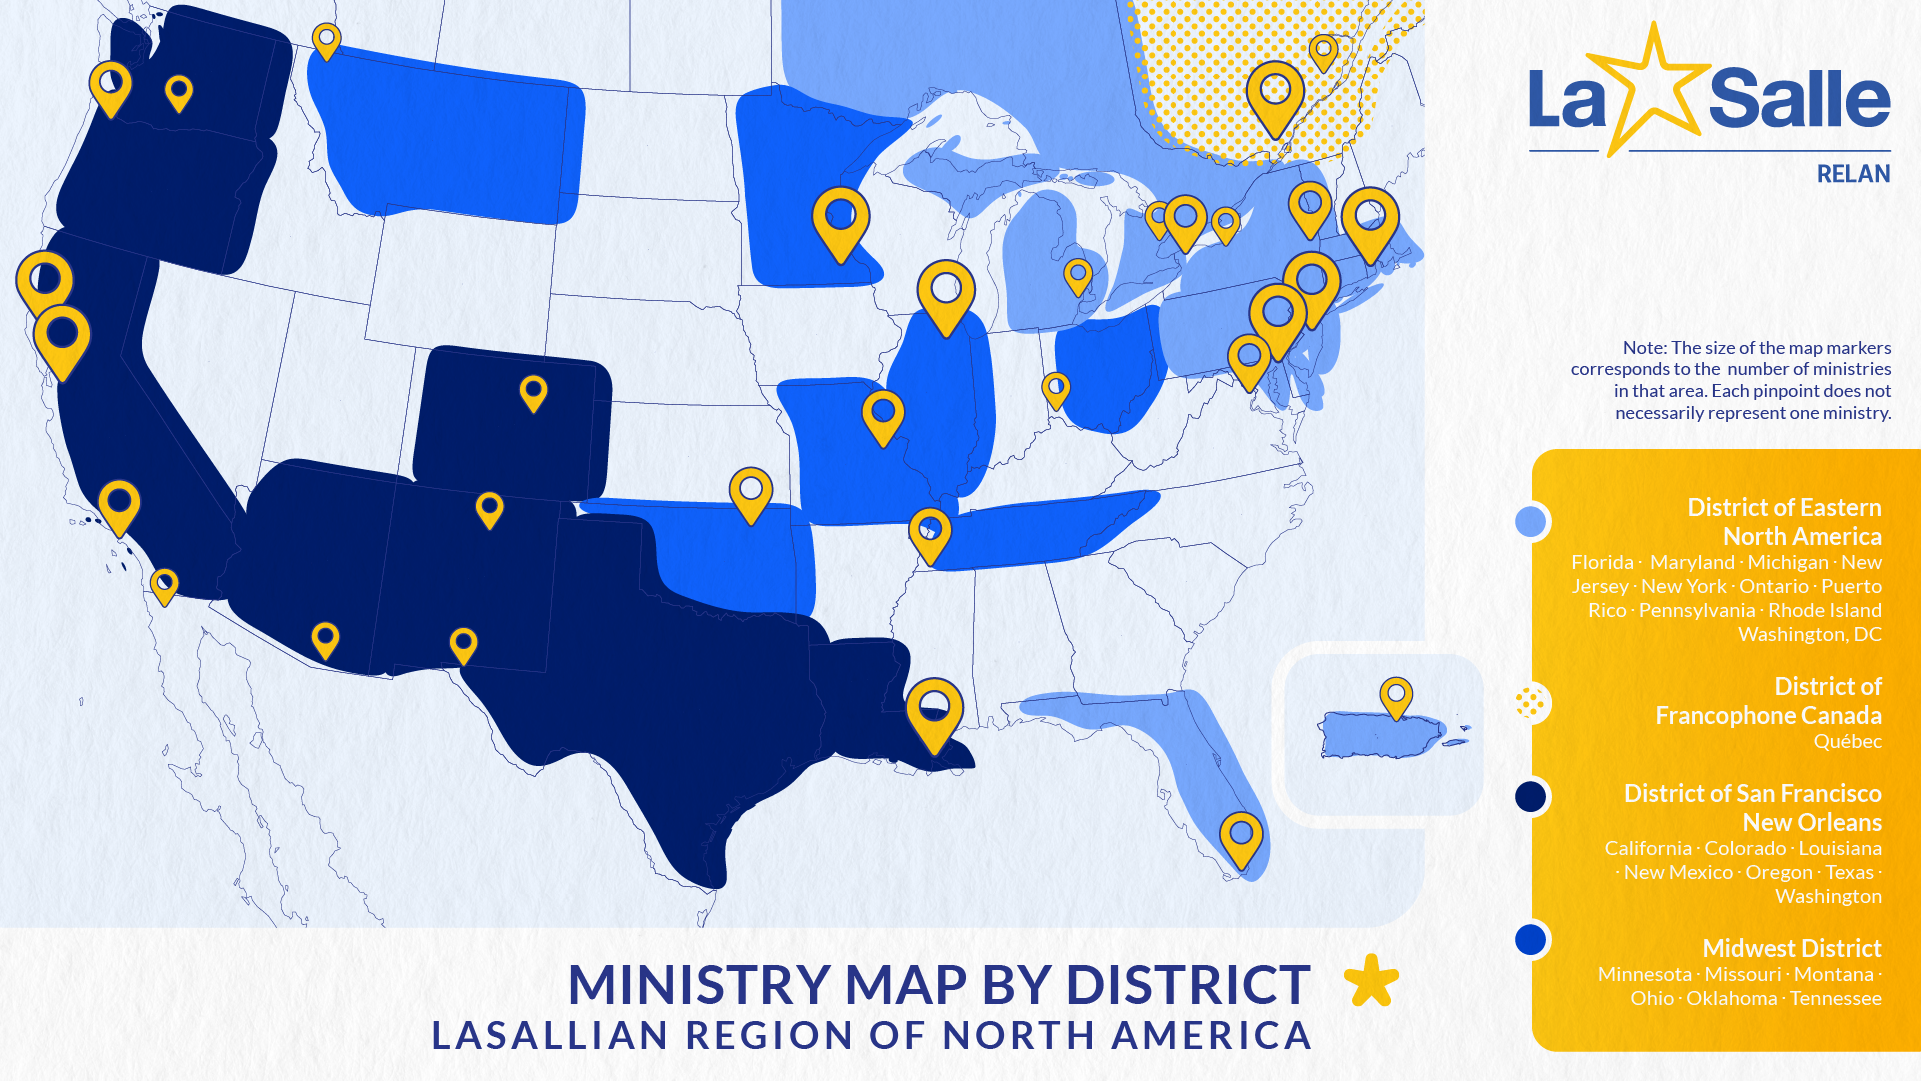 La Salle
RELAN
Note: The size of the map markers
corresponds to the number of ministries
in that area. Each pinpoint does not
necessarily represent one ministry.
District of Eastern
North America
Florida · Maryland · Michigan · New
Jersey · New York · Ontario · Puerto
Rico · Pennsylvania · Rhode Island
Washington, DC
District of
Francophone Canada
Québec
District of San Francisco
New Orleans
California · Colorado · Louisiana
· New Mexico · Oregon · Texas ·
Washington
Midwest District
Minnesota · Missouri · Montana ·
Ohio · Oklahoma · Tennessee
MINISTRY MAP BY DISTRICT
LASALLIAN REGION OF NORTH AMERICA